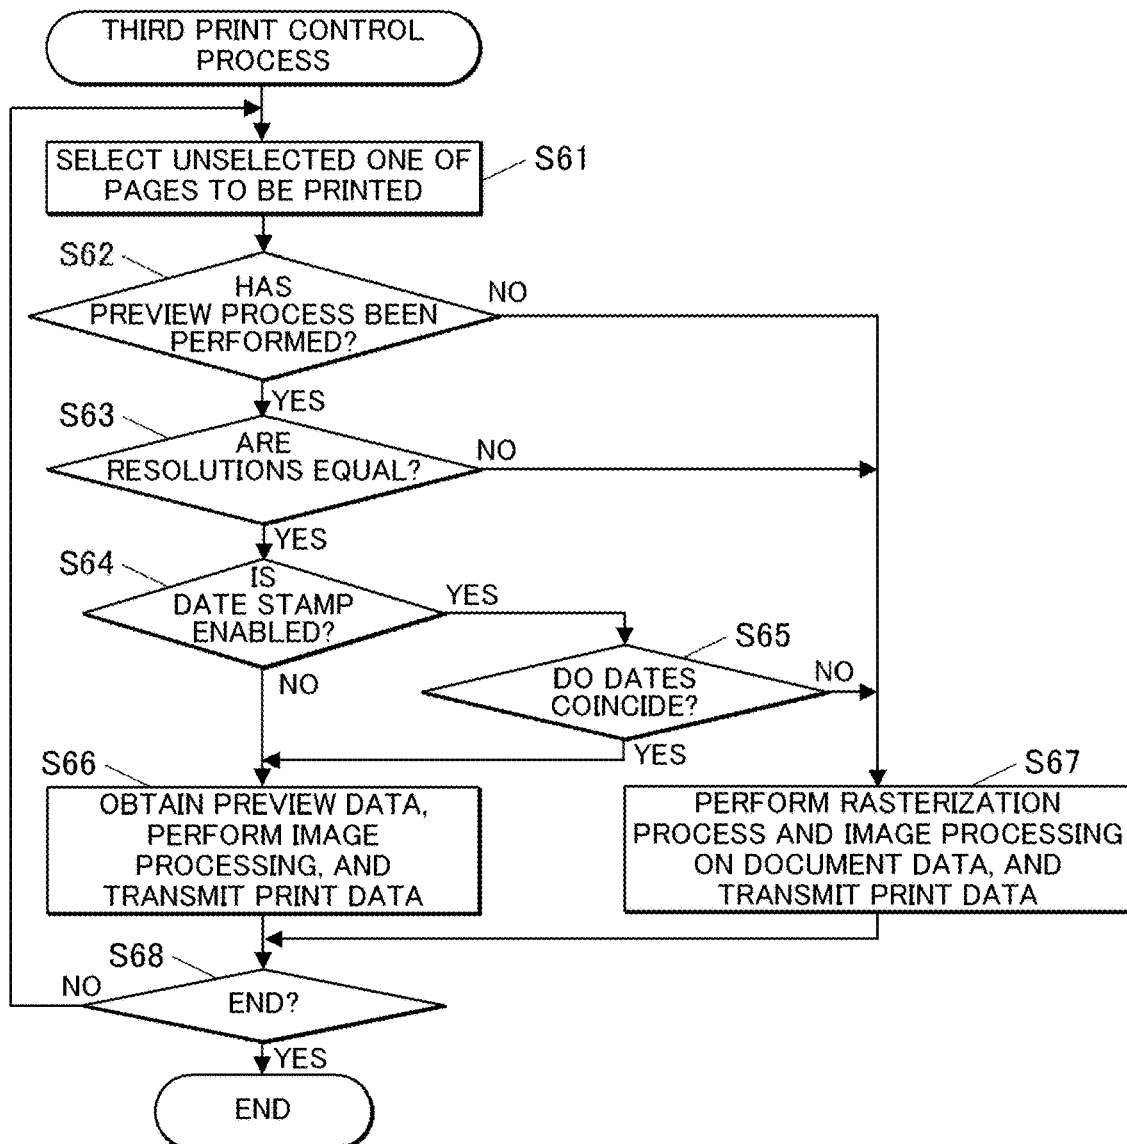 THIRD PRINT CONTROL
PROCESS
SELECT UNSELECTED ONE OF
PAGES TO BE PRINTED
S61
S62
HAS
PREVIEW PROCESS BEEN
PERFORMED?
NO
YES
S63
ARE
RESOLUTIONS EQUAL?
NO
YES
S64
IS
DATE STAMP
ENABLED?
YES
NO
S65
DO DATES
COINCIDE?
NO
YES
S66
OBTAIN PREVIEW DATA,
PERFORM IMAGE
PROCESSING, AND
TRANSMIT PRINT DATA
S67
PERFORM RASTERIZATION
PROCESS AND IMAGE PROCESSING
ON DOCUMENT DATA, AND
TRANSMIT PRINT DATA
S68
NO
END?
YES
END